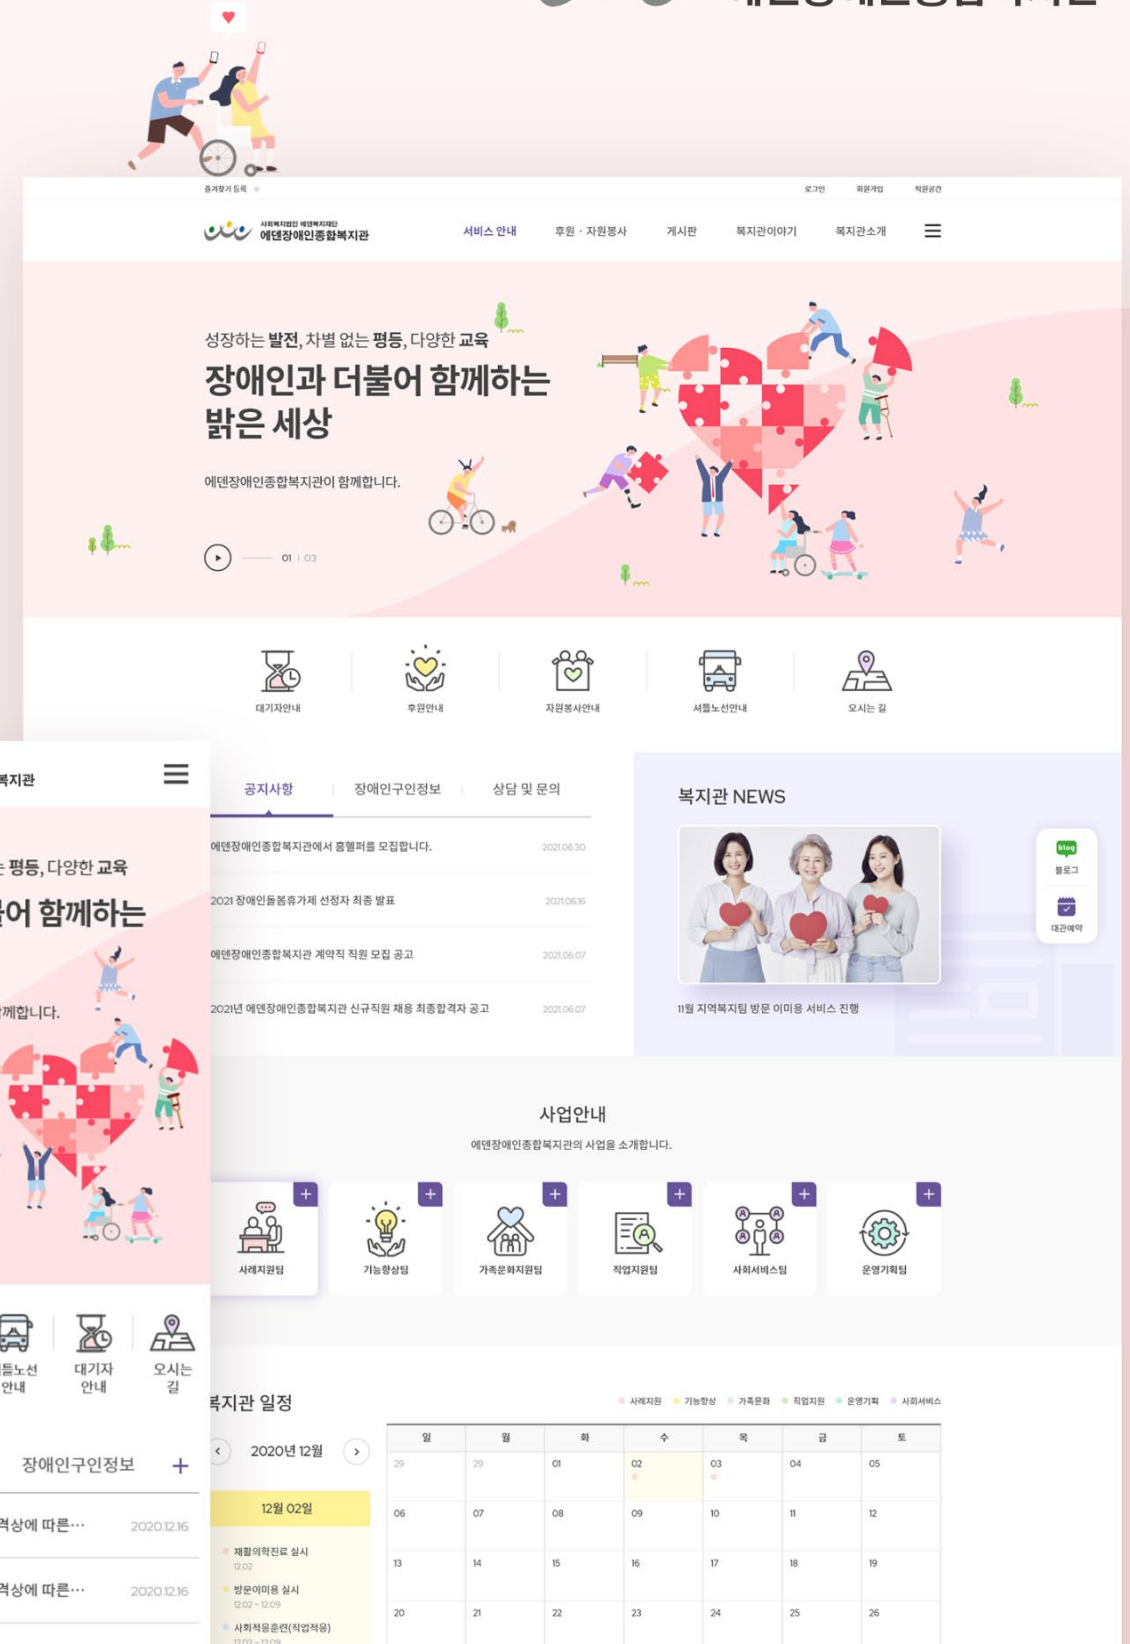 즐겨찾기 등록
로그인 회원가입 직원공간
사회복지법인 에덴복지재단
에덴장애인종합복지관
서비스 안내 후원 · 자원봉사 게시판 복지관이야기 복지관소개
성장하는 발전, 차별 없는 평등, 다양한 교육
장애인과 더불어 함께하는
밝은 세상
에덴장애인종합복지관이 함께합니다.
01 | 03
대기자안내 후원안내 자원봉사안내 셔틀노선안내 오시는 길
공지사항 장애인구인정보 상담 및 문의
에덴장애인종합복지관에서 홈헬퍼를 모집합니다. 2021.06.30
2021 장애인돌봄휴가제 선정자 최종 발표 2021.06.16
에덴장애인종합복지관 계약직 직원 모집 공고 2021.06.07
2021년 에덴장애인종합복지관 신규직원 채용 최종합격자 공고 2021.06.07
복지관 NEWS
11월 지역복지팀 방문 이미용 서비스 진행
blog
블로그
대관예약
사업안내
에덴장애인종합복지관의 사업을 소개합니다.
사례지원팀 기능향상팀 가족문화지원팀 직업지원팀 사회서비스팀 운영기획팀
복지관 일정
사례지원 기능향상 가족문화 직업지원 운영기획 사회서비스
2020년 12월
일 월 화 수 목 금 토
29 29 01 02 03 04 05
06 07 08 09 10 11 12
13 14 15 16 17 18 19
20 21 22 23 24 25 26
12월 02일
재활의학진료 실시
12.02
방문이미용 실시
12.02 – 12.09
사회적응훈련(직업적응)
12.02 – 12.09
복지관
평등, 다양한 교육
함께하는
께합니다.
틀노선
안내
대기자
안내
오시는
길
장애인구인정보 +
격상에 따른… 2020.12.16
격상에 따른… 2020.12.16